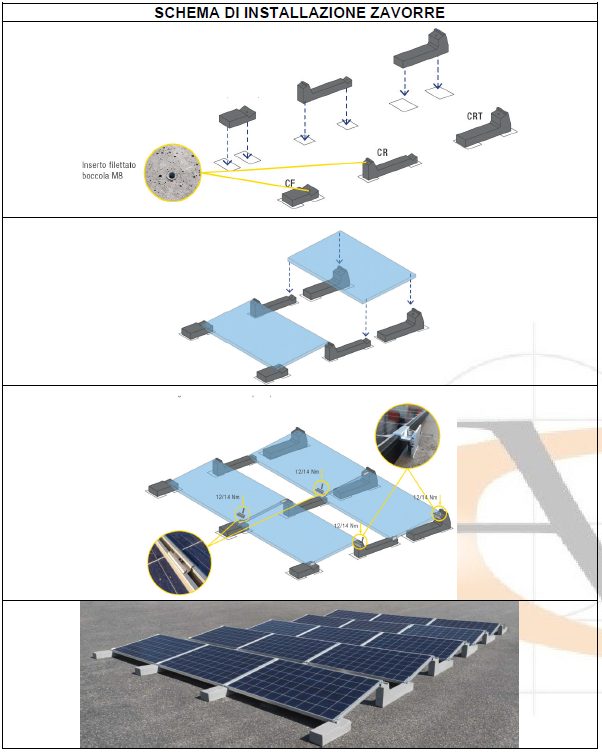 SCHEMA DI INSTALLAZIONE ZAVORRE
CRT
CR
Inserto filettato
boccola M8
CF
12/14 Nm
12/14 Nm
12/14 Nm
12/14 Nm